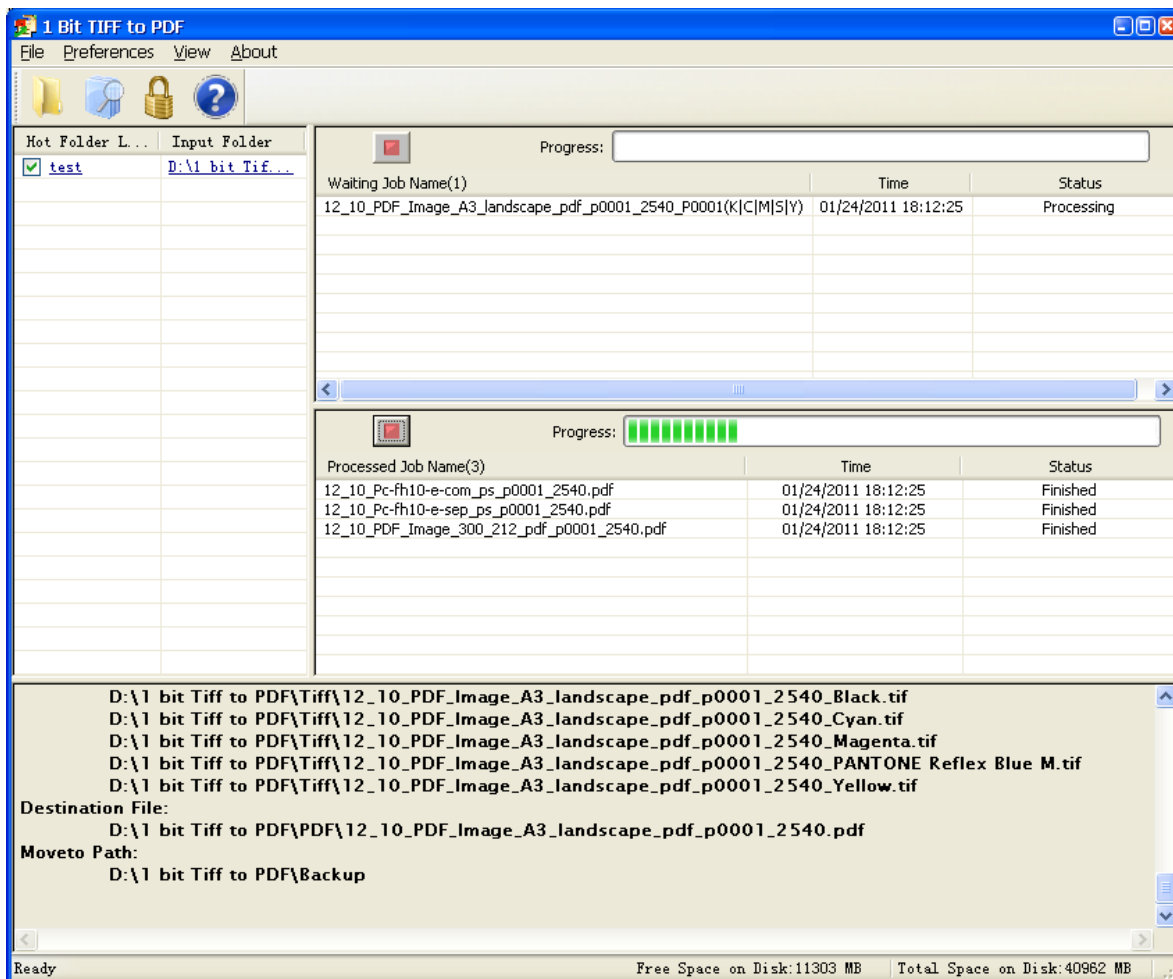 1 Bit TIFF to PDF
File Preferences View About
Hot Folder L... Input Folder
test D:\1 bit Tif...
Progress:
Waiting Job Name(1) Time Status
12_10_PDF_Image_A3_landscape_pdf_p0001_2540_P0001(K|C|M|S|Y) 01/24/2011 18:12:25 Processing
Progress:
Processed Job Name(3) Time Status
12_10_Pc-fh10-e-com_ps_p0001_2540.pdf 01/24/2011 18:12:25 Finished
12_10_Pc-fh10-e-sep_ps_p0001_2540.pdf 01/24/2011 18:12:25 Finished
12_10_PDF_Image_300_212_pdf_p0001_2540.pdf 01/24/2011 18:12:25 Finished
D:\1 bit Tiff to PDF\Tiff\12_10_PDF_Image_A3_landscape_pdf_p0001_2540_Black.tif
D:\1 bit Tiff to PDF\Tiff\12_10_PDF_Image_A3_landscape_pdf_p0001_2540_Cyan.tif
D:\1 bit Tiff to PDF\Tiff\12_10_PDF_Image_A3_landscape_pdf_p0001_2540_Magenta.tif
D:\1 bit Tiff to PDF\Tiff\12_10_PDF_Image_A3_landscape_pdf_p0001_2540_PANTONE Reflex Blue M.tif
D:\1 bit Tiff to PDF\Tiff\12_10_PDF_Image_A3_landscape_pdf_p0001_2540_Yellow.tif
Destination File:
D:\1 bit Tiff to PDF\PDF\12_10_PDF_Image_A3_landscape_pdf_p0001_2540.pdf
Moveto Path:
D:\1 bit Tiff to PDF\Backup
Ready Free Space on Disk:11303 MB Total Space on Disk:40962 MB